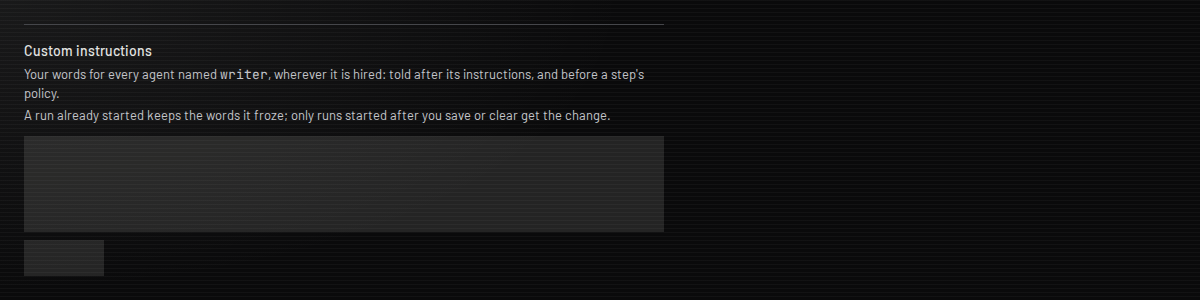 Custom instructions
Your words for every agent named writer, wherever it is hired: told after its instructions, and before a step's
policy.
A run already started keeps the words it froze; only runs started after you save or clear get the change.